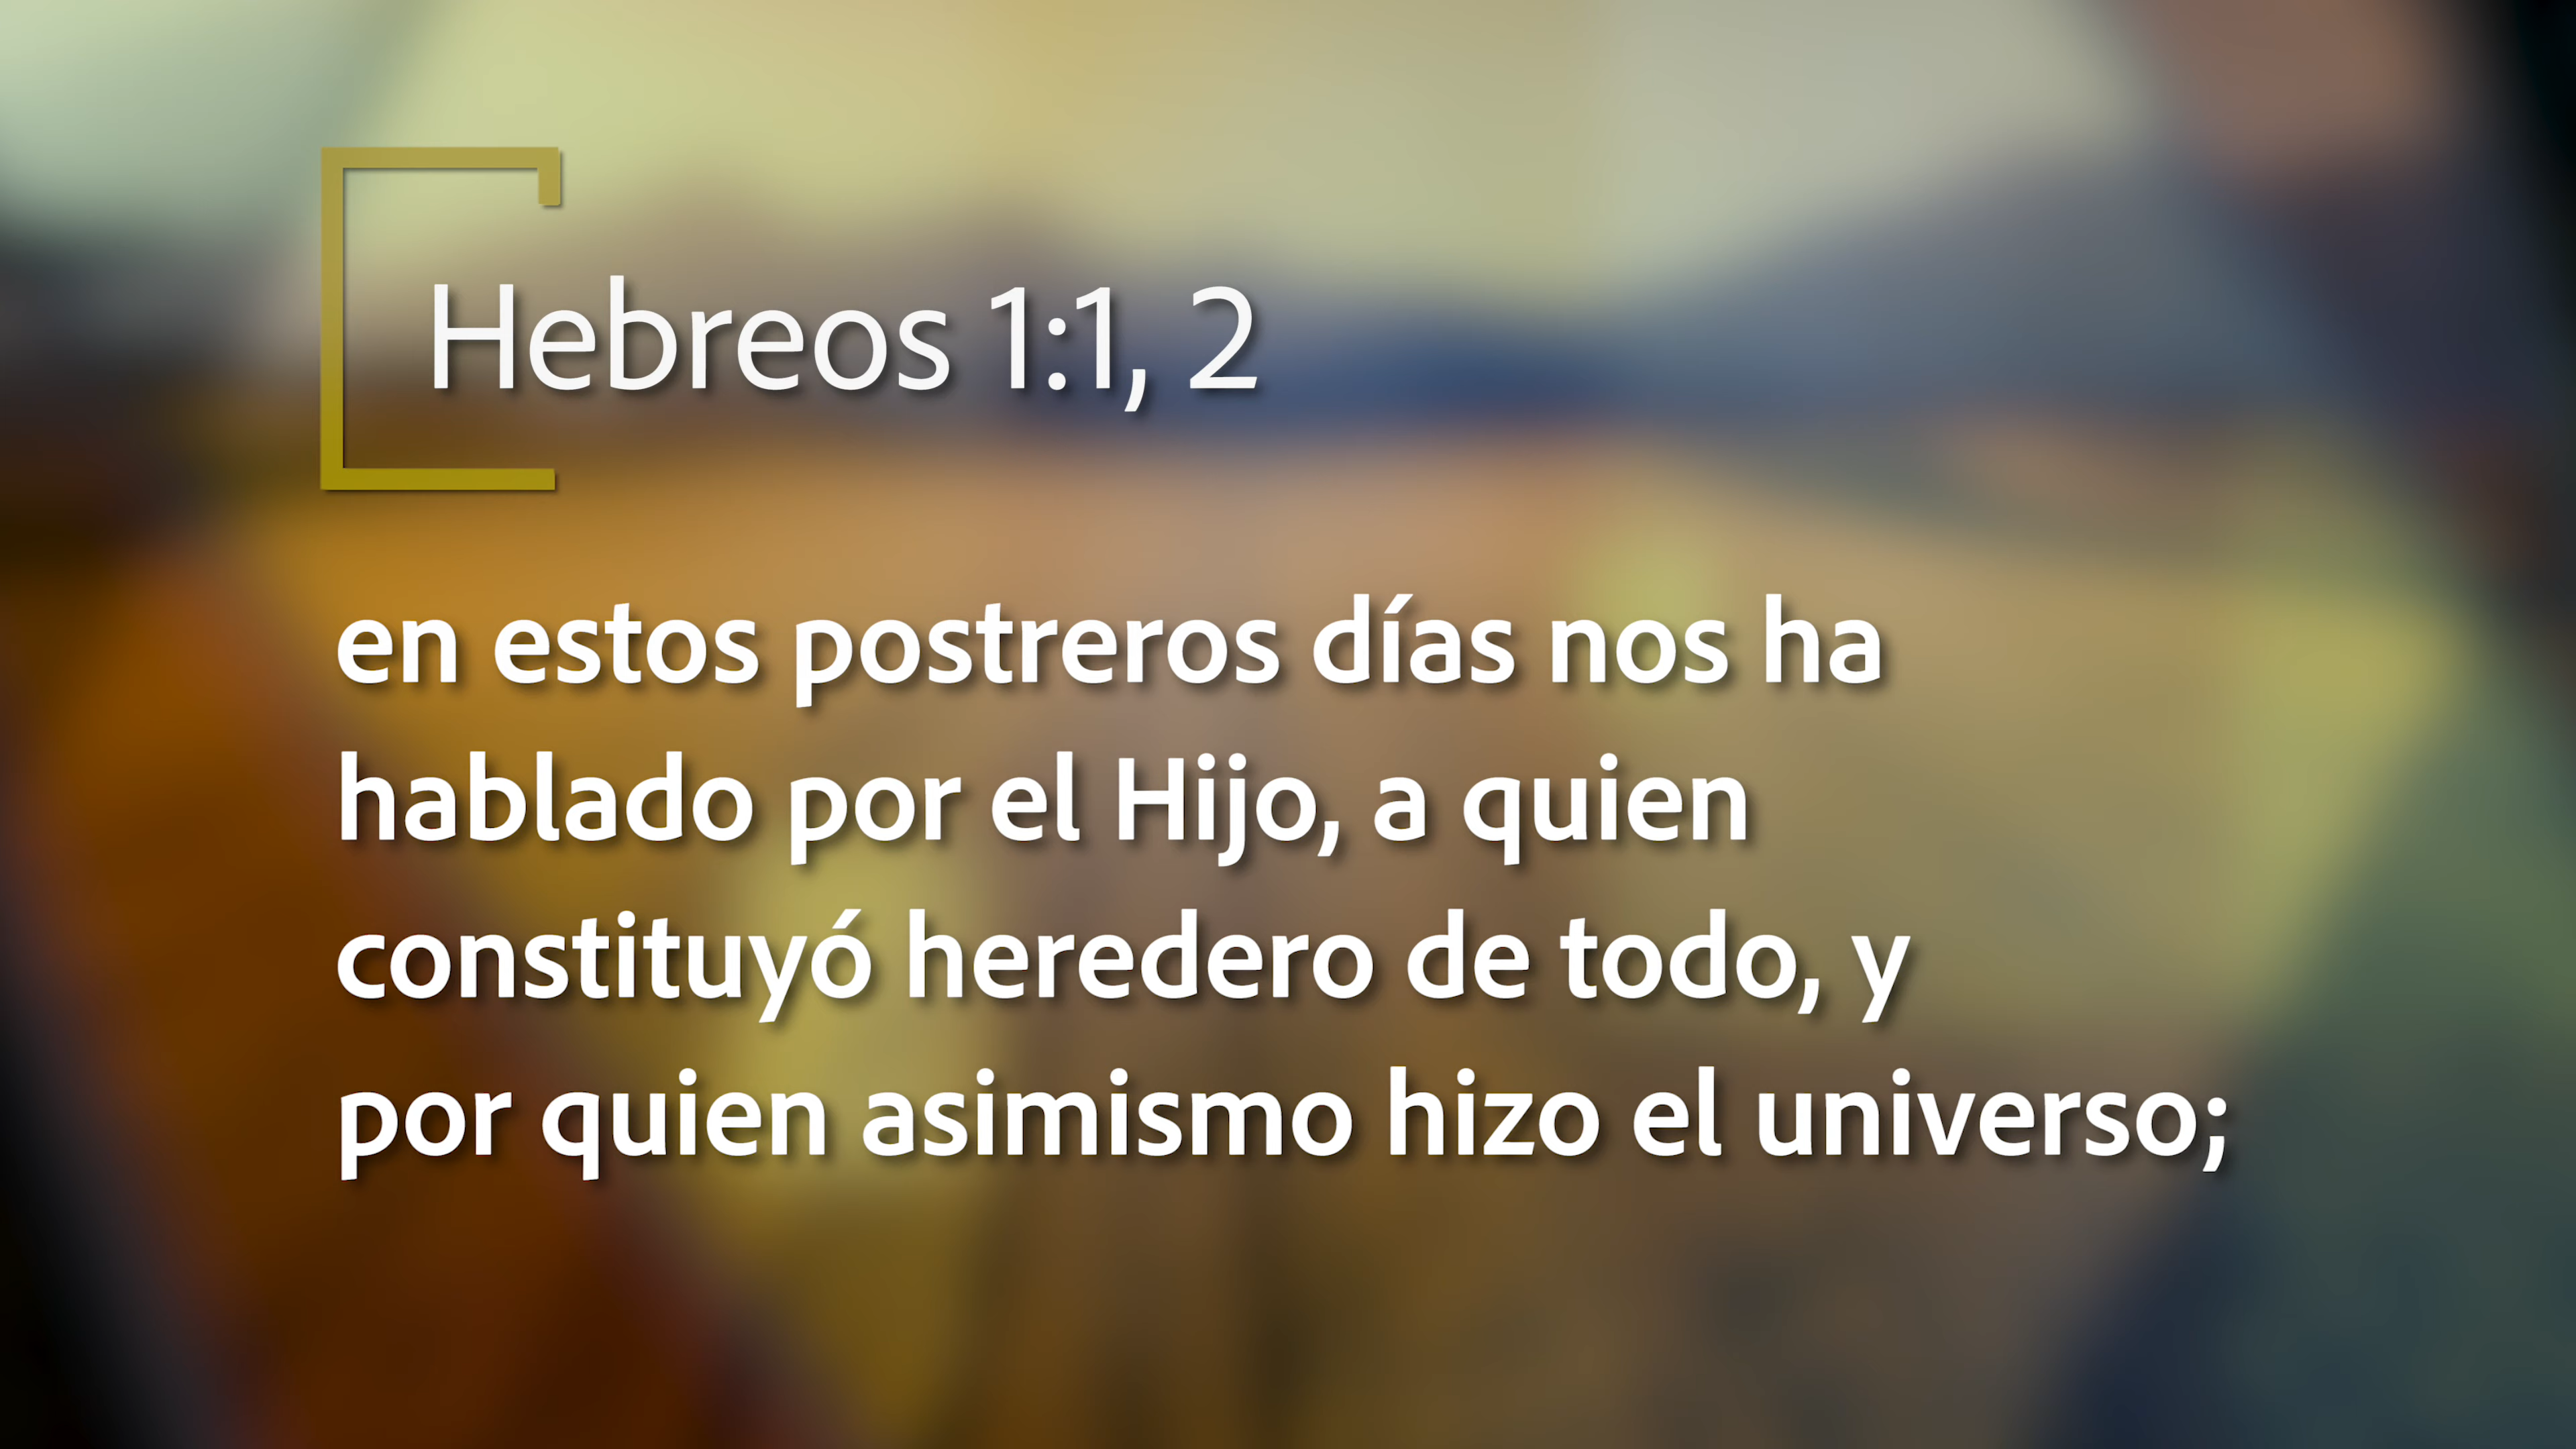 Hebreos 1:1, 2
en estos postreros días nos ha
hablado por el Hijo, a quien
constituyó heredero de todo, y
por quien asimismo hizo el universo;